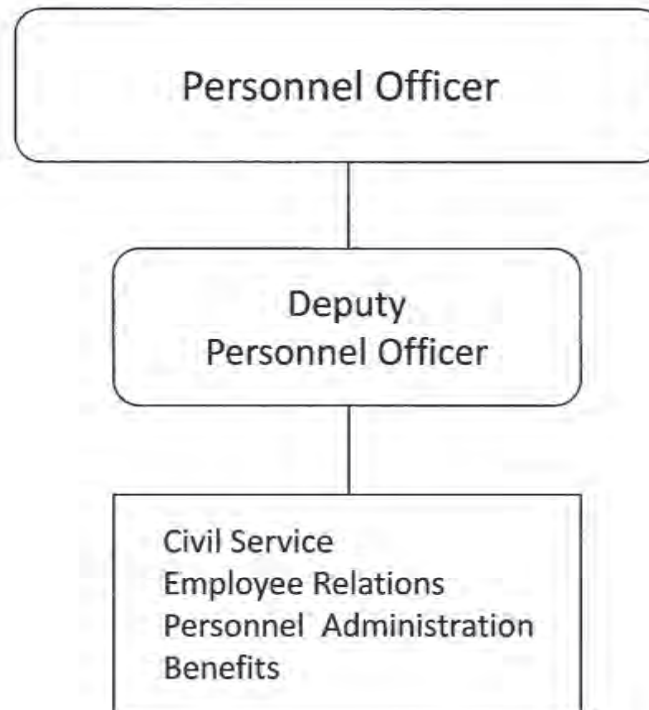 Personnel Officer
Deputy
Personnel Officer
Civil Service
Employee Relations
Personnel Administration
Benefits